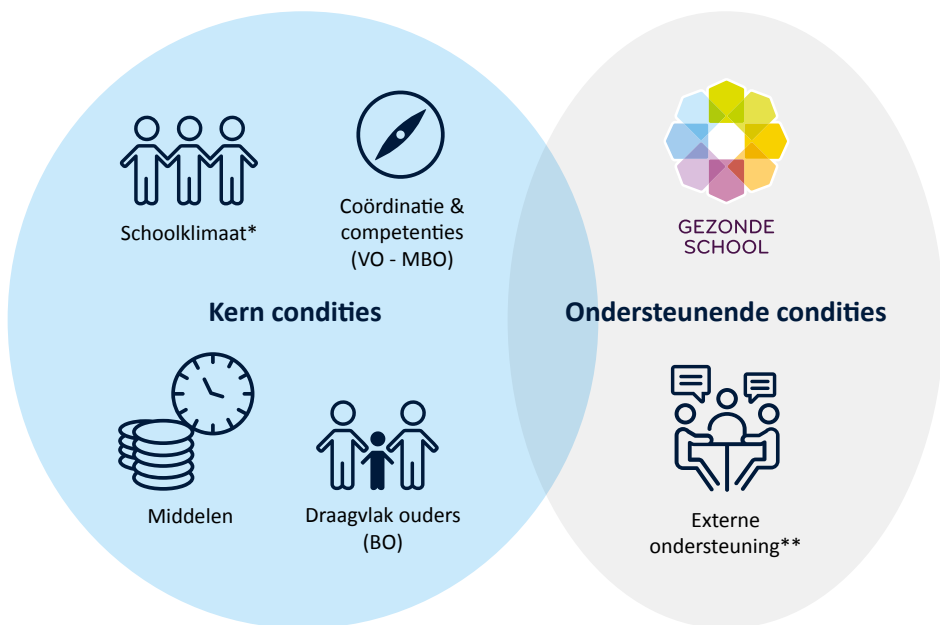 Schoolklimaat*
Coördinatie &
competenties
(VO - MBO)
GEZONDE
SCHOOL
Kern condities
Ondersteunende condities
Middelen
Draagvlak ouders
(BO)
Externe
ondersteuning**